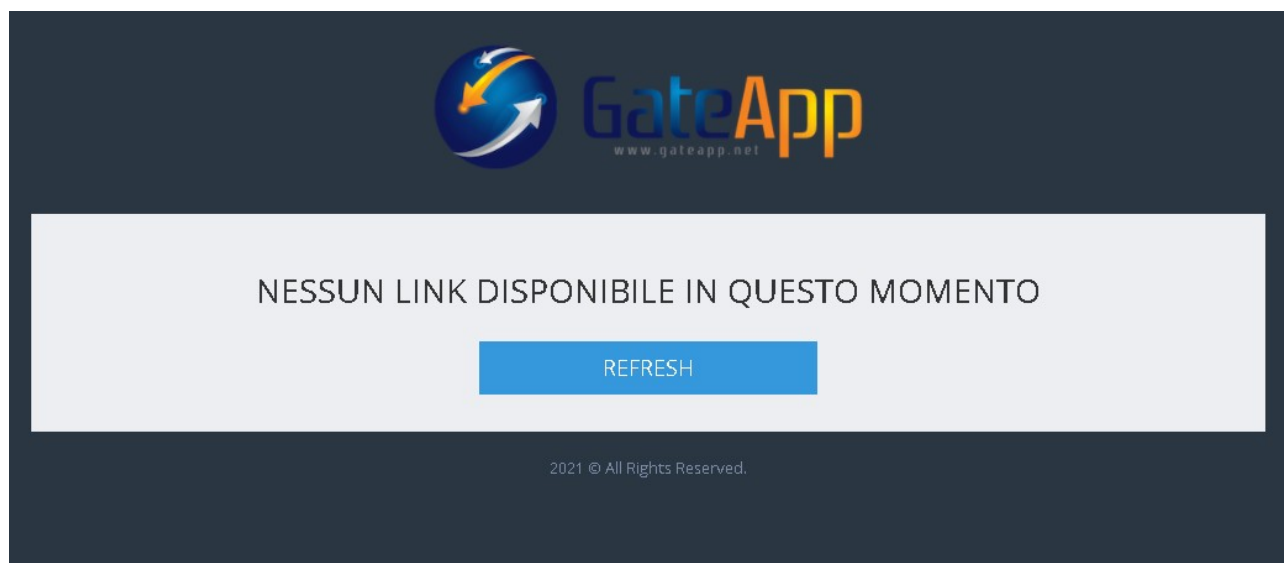 GateApp
www.gateapp.net
NESSUN LINK DISPONIBILE IN QUESTO MOMENTO
REFRESH
2021 © All Rights Reserved.